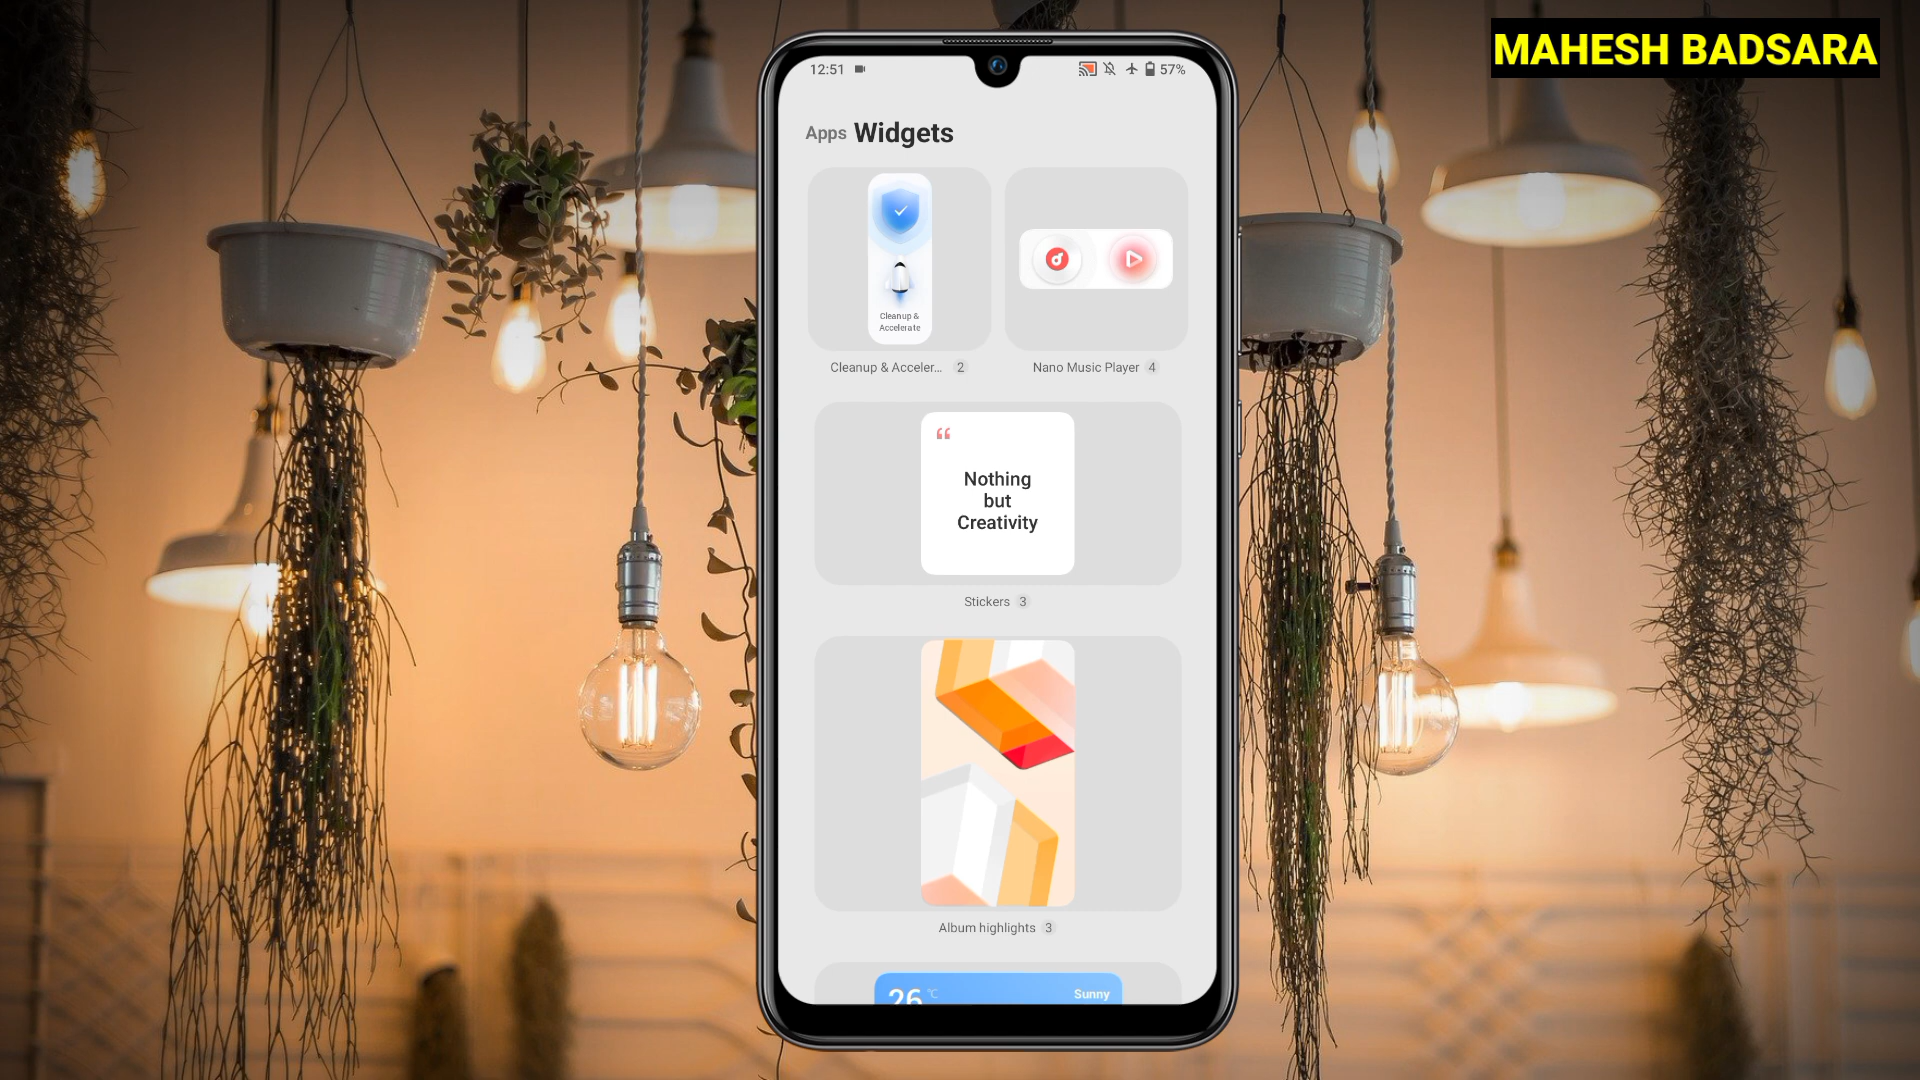 MAHESH BADSARA
12:51
57%
Apps Widgets
Cleanup &
Accelerate
Cleanup & Acceler... 2
Nano Music Player 4
“
Nothing
but
Creativity
Stickers 3
Album highlights 3
26 °C
Sunny